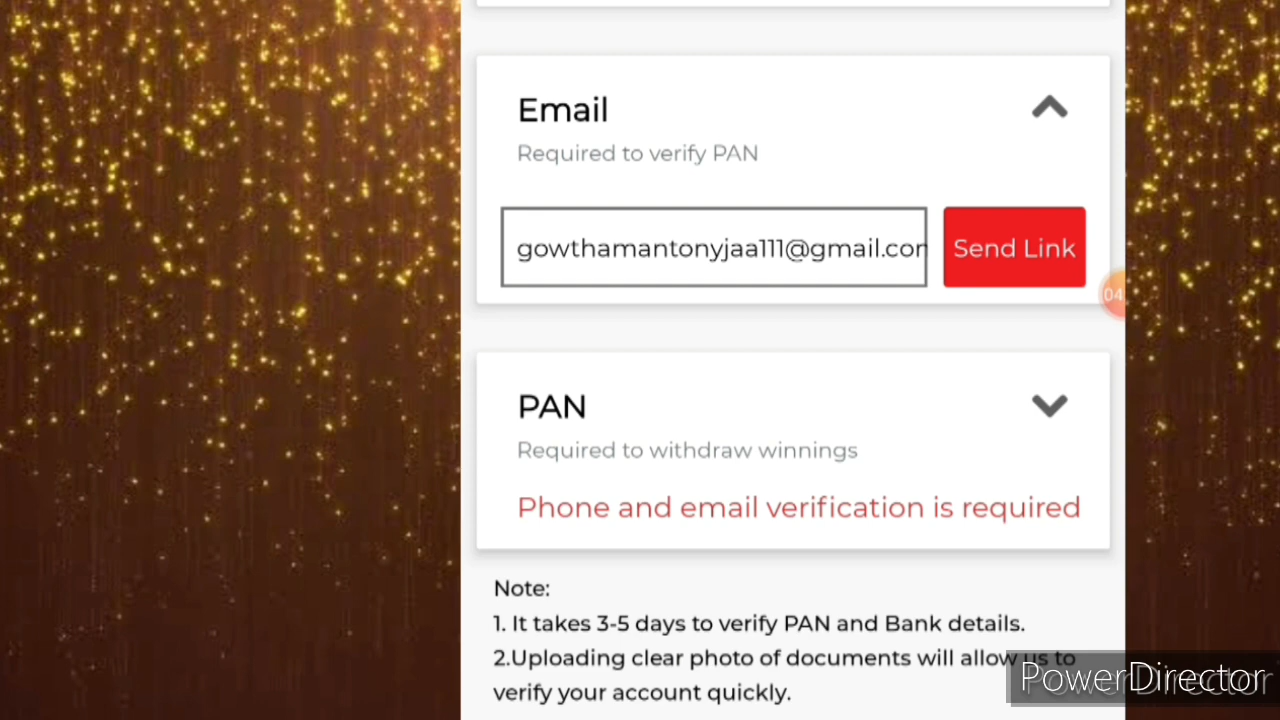 Email
Required to verify PAN
gowthamantonyjaa111@gmail.com
Send Link
04
PAN
Required to withdraw winnings
Phone and email verification is required
Note:
1. It takes 3-5 days to verify PAN and Bank details.
2.Uploading clear photo of documents will allow us to
verify your account quickly.
PowerDirector